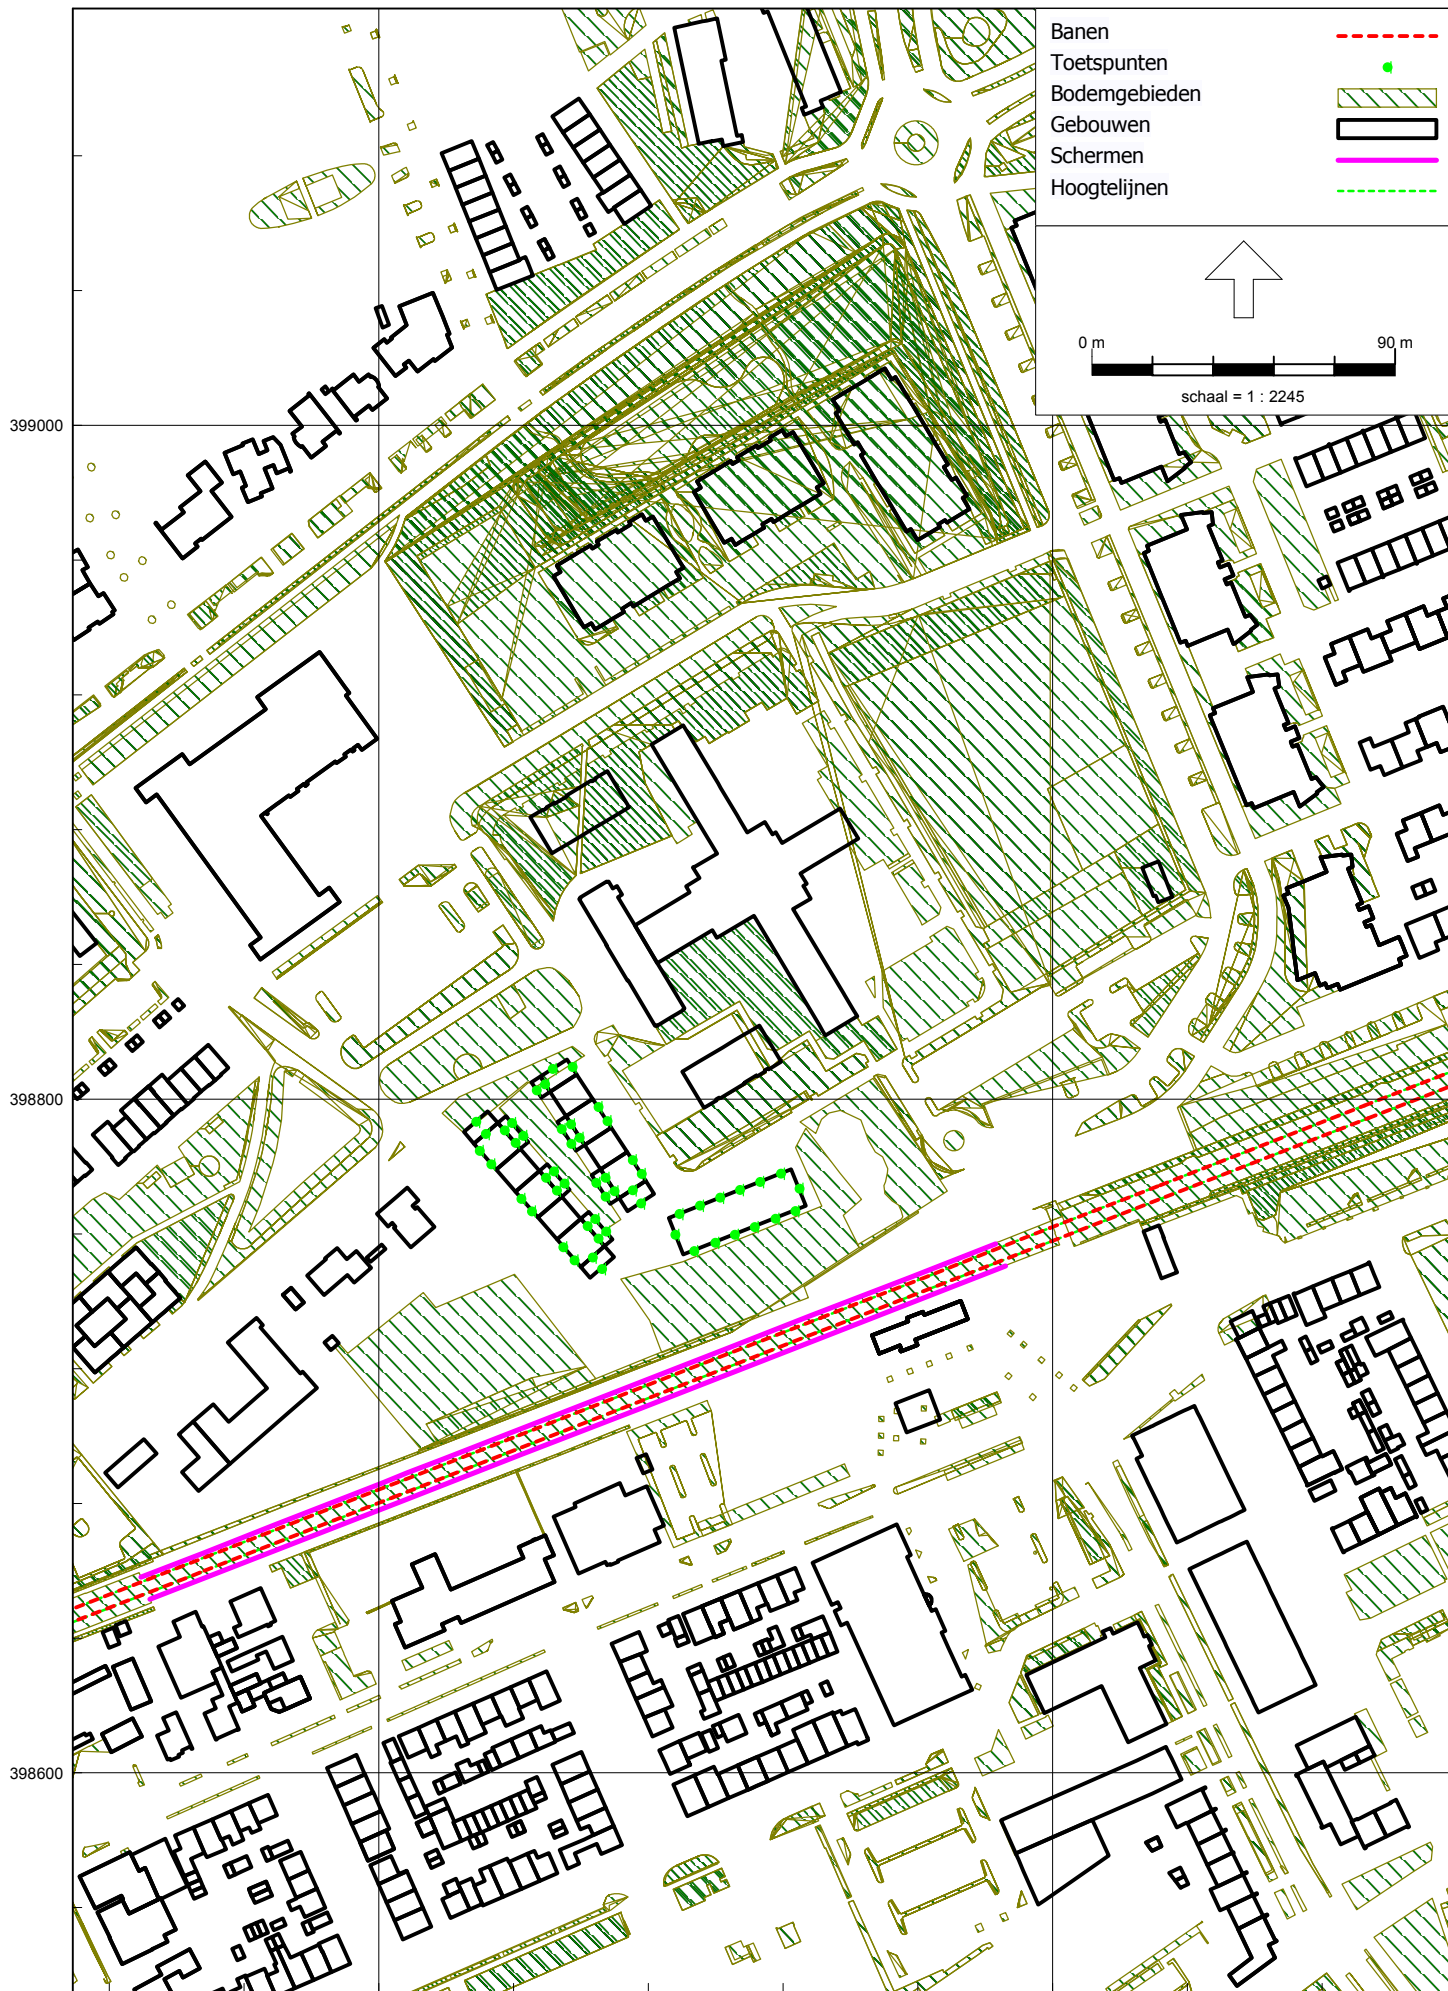 Banen
Toetspunten
Bodemgebieden
Gebouwen
Schermen
Hoogtelijnen
0 m 90 m
schaal = 1 : 2245
399000
398800
398600